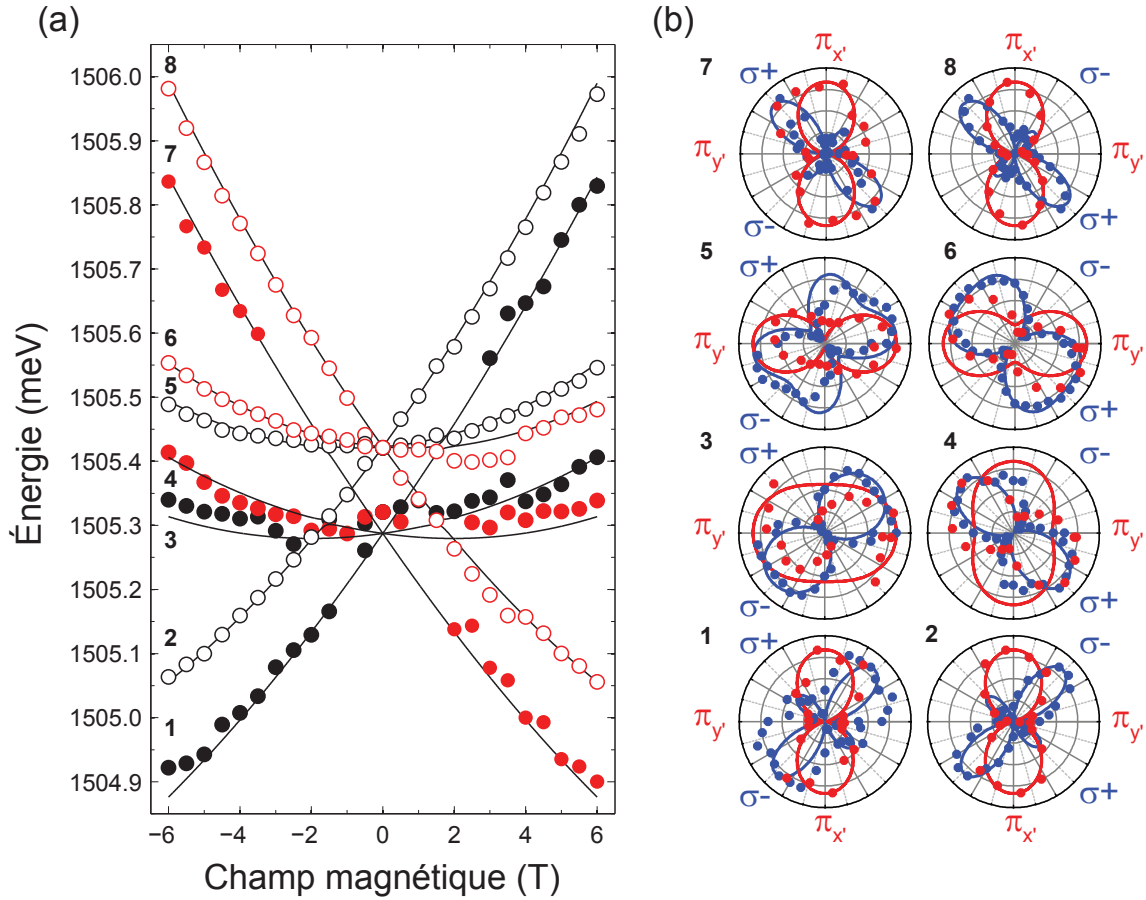 (a)
Énergie (meV)
1506.0
1505.9
1505.8
1505.7
1505.6
1505.5
1505.4
1505.3
1505.2
1505.1
1505.0
1504.9
8
7
6
5
4
3
2
1
−6 −4 −2 0 2 4 6
Champ magnétique (T)
(b)
7 πx' 8 πx'
σ+ σ-
πy' πy'
σ- σ+
5 6
σ+ σ-
πy' πy'
σ- σ+
3 4
σ+ σ-
πy' πy'
σ- σ+
1 2
σ+ σ-
πy' πy'
σ- σ+
πx' πx'